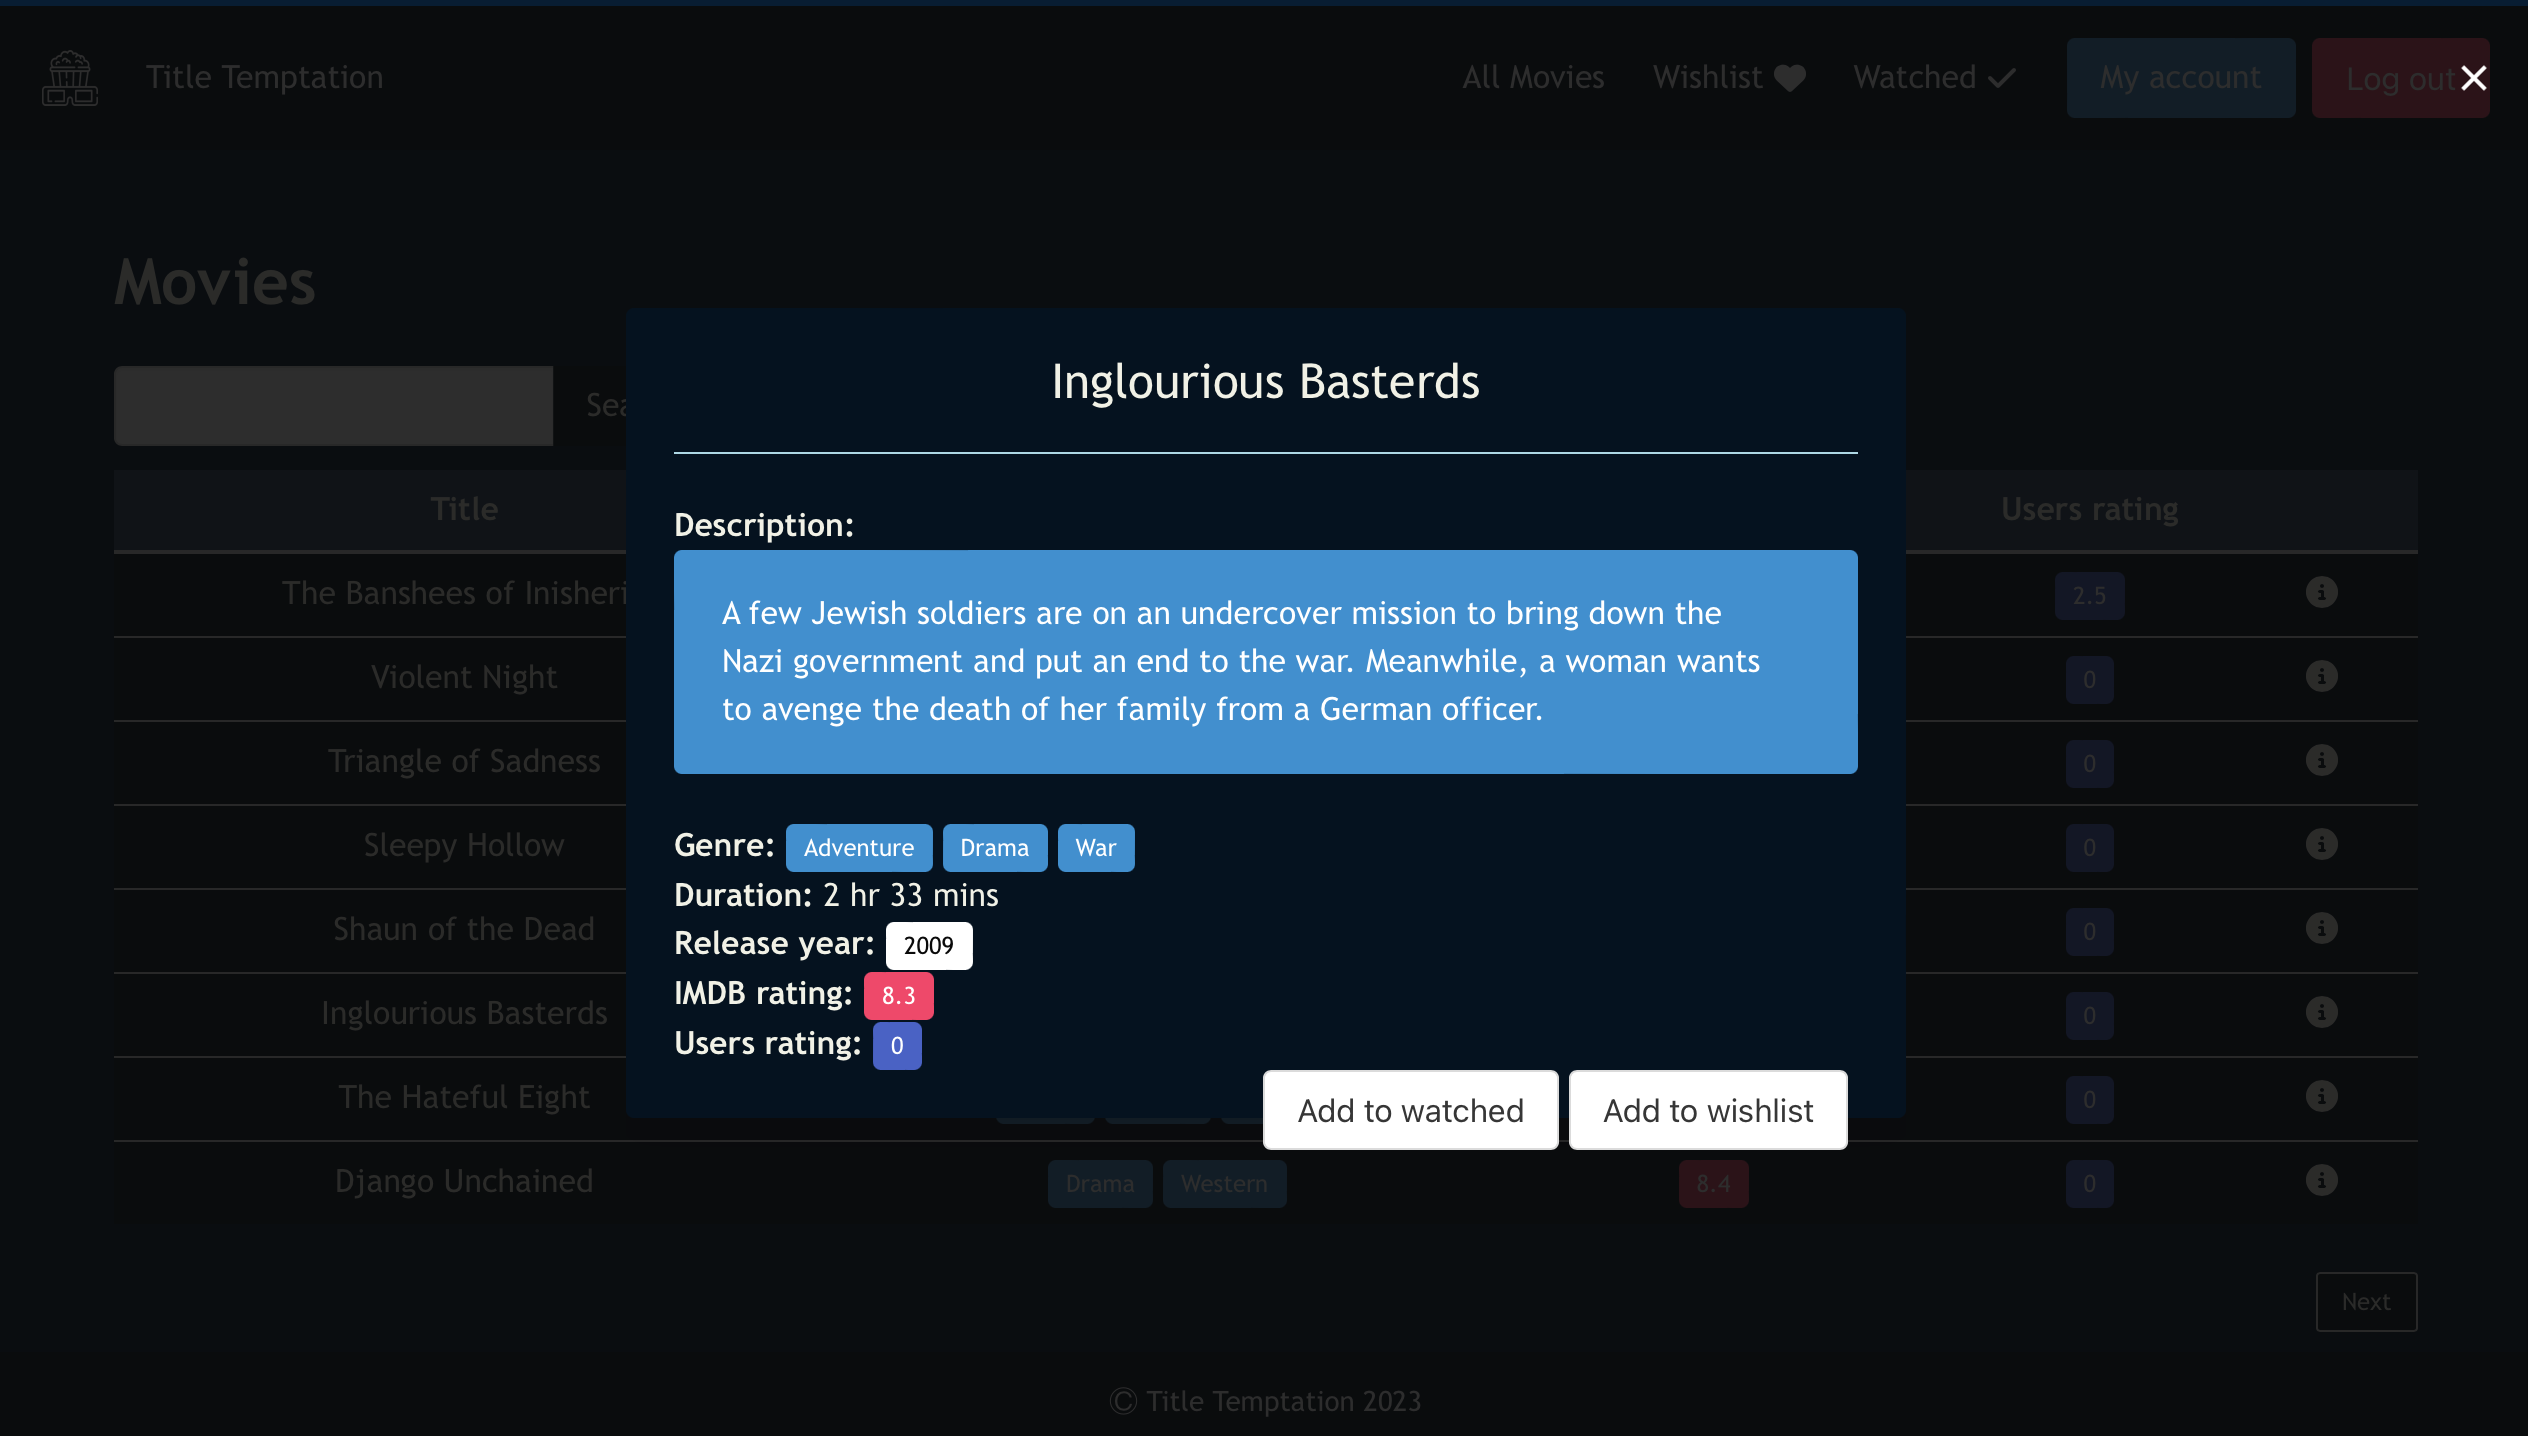 Title Temptation
All Movies Wishlist Watched My account Log out
Movies
Inglourious Basterds
Title Users rating
Description:
A few Jewish soldiers are on an undercover mission to bring down the
Nazi government and put an end to the war. Meanwhile, a woman wants
to avenge the death of her family from a German officer.
Genre: Adventure Drama War
Duration: 2 hr 33 mins
Release year: 2009
IMDB rating: 8.3
Users rating: 0
Add to watched Add to wishlist
The Banshees of 2.5
Violent Night 0
Triangle of Sadness 0
Sleepy Hollow 0
Shaun of the Dead 0
Inglourious Basterds 0
The Hateful Eight 0
Django Unchained Drama Western 8.4 0
Next
© Title Temptation 2023